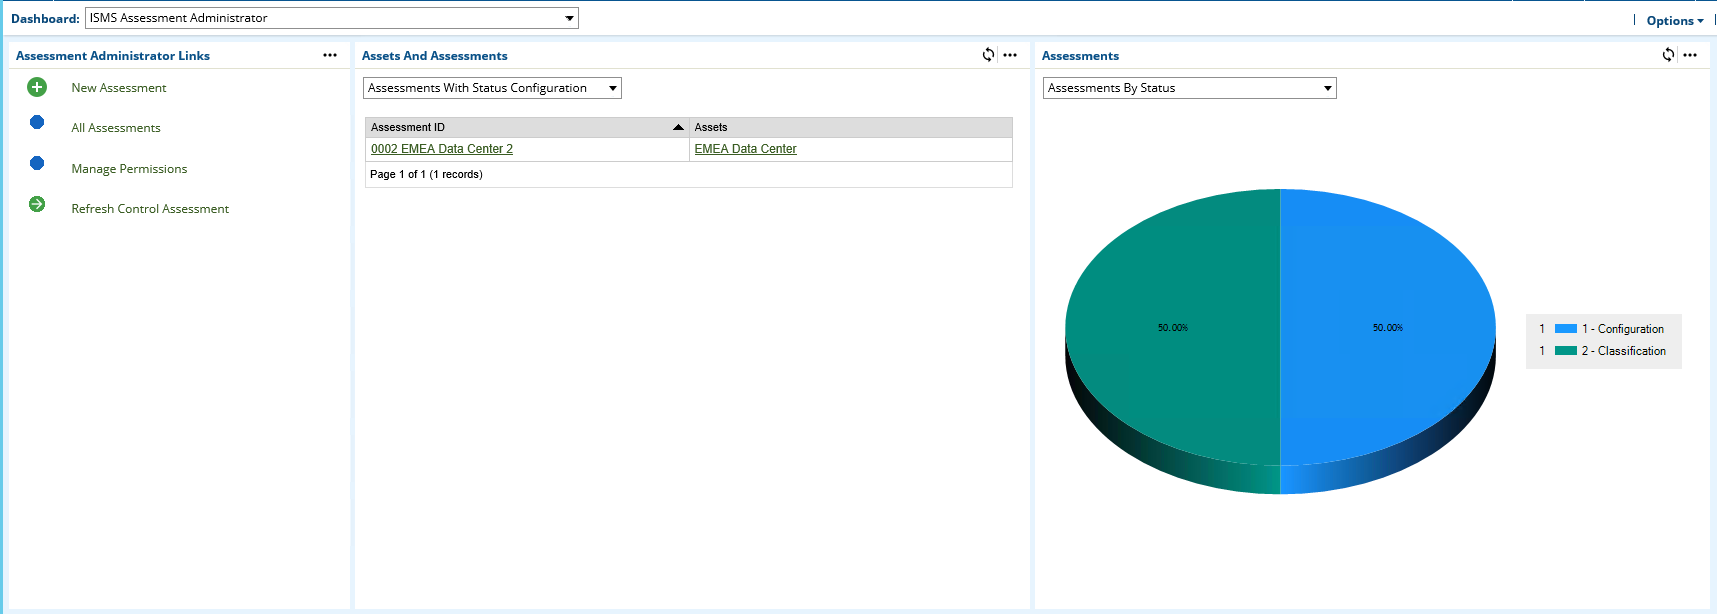 Dashboard: ISMS Assessment Administrator
Options
Assessment Administrator Links
New Assessment
All Assessments
Manage Permissions
Refresh Control Assessment
Assets And Assessments
Assessments With Status Configuration
Assessment ID Assets
0002 EMEA Data Center 2 EMEA Data Center
Page 1 of 1 (1 records)
Assessments
Assessments By Status
50.00% 50.00%
1 1 - Configuration
1 2 - Classification